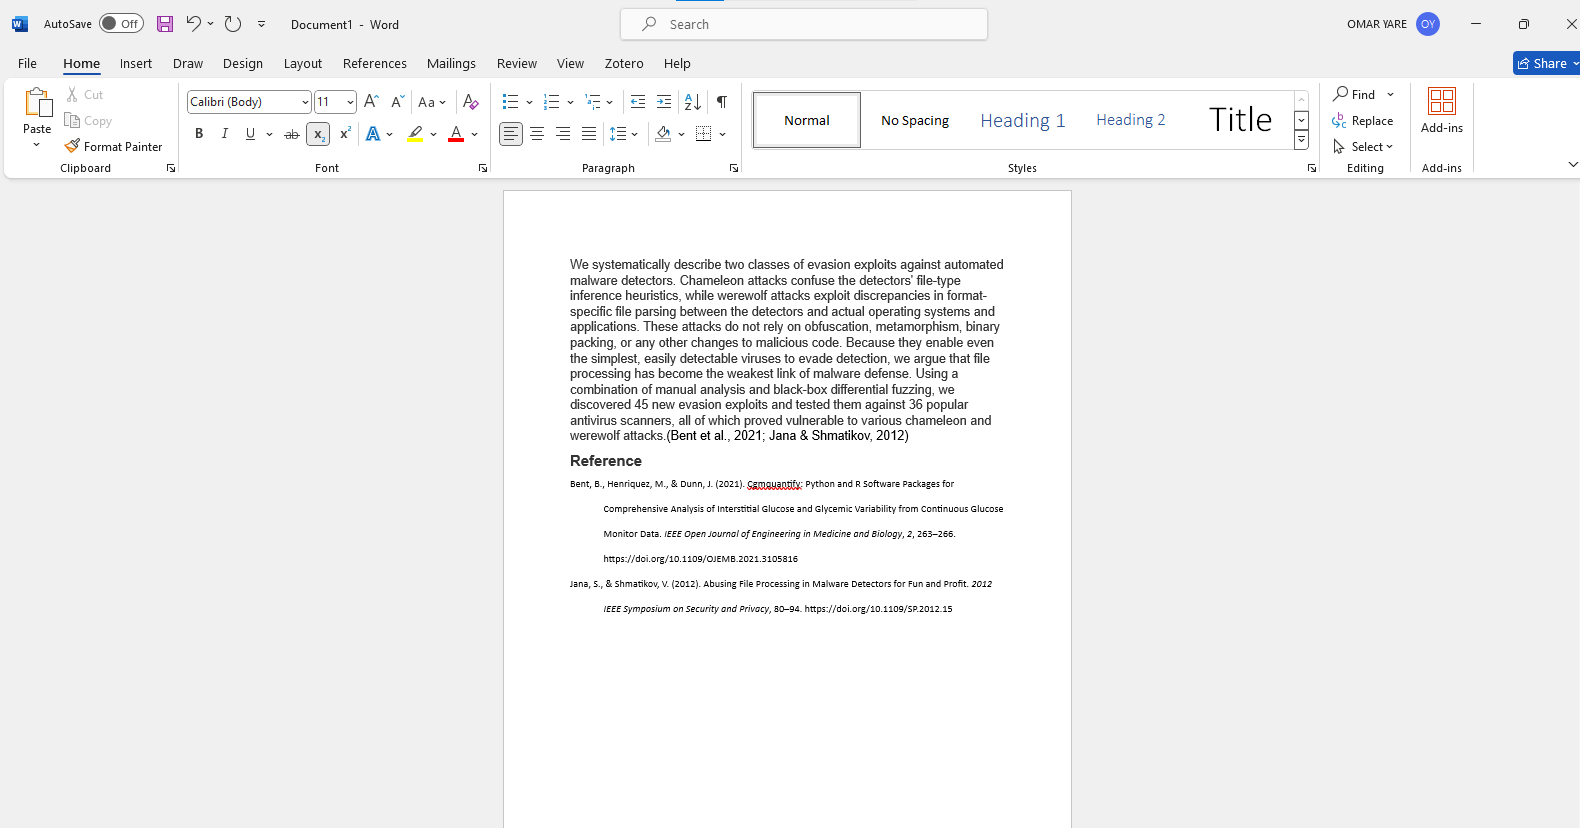 AutoSave Off Document1 - Word Search OMAR YARE OY
File Home Insert Draw Design Layout References Mailings Review View Zotero Help Share
Paste
Cut
Copy
Format Painter
Clipboard
Calibri (Body) 11 Aa
B I U ab x2 x2 A A
Font
Paragraph
Normal No Spacing Heading 1 Heading 2 Title
Styles
Find
Replace
Select
Editing
Add-ins
Add-ins
We systematically describe two classes of evasion exploits against automated
malware detectors. Chameleon attacks confuse the detectors' file-type
inference heuristics, while werewolf attacks exploit discrepancies in format-
specific file parsing between the detectors and actual operating systems and
applications. These attacks do not rely on obfuscation, metamorphism, binary
packing, or any other changes to malicious code. Because they enable even
the simplest, easily detectable viruses to evade detection, we argue that file
processing has become the weakest link of malware defense. Using a
combination of manual analysis and black-box differential fuzzing, we
discovered 45 new evasion exploits and tested them against 36 popular
antivirus scanners, all of which proved vulnerable to various chameleon and
werewolf attacks.(Bent et al., 2021; Jana & Shmatikov, 2012)
Reference
Bent, B., Henriquez, M., & Dunn, J. (2021). Cgmquantify: Python and R Software Packages for
Comprehensive Analysis of Interstitial Glucose and Glycemic Variability from Continuous Glucose
Monitor Data. IEEE Open Journal of Engineering in Medicine and Biology, 2, 263–266.
https://doi.org/10.1109/OJEMB.2021.3105816
Jana, S., & Shmatikov, V. (2012). Abusing File Processing in Malware Detectors for Fun and Profit. 2012
IEEE Symposium on Security and Privacy, 80–94. https://doi.org/10.1109/SP.2012.15